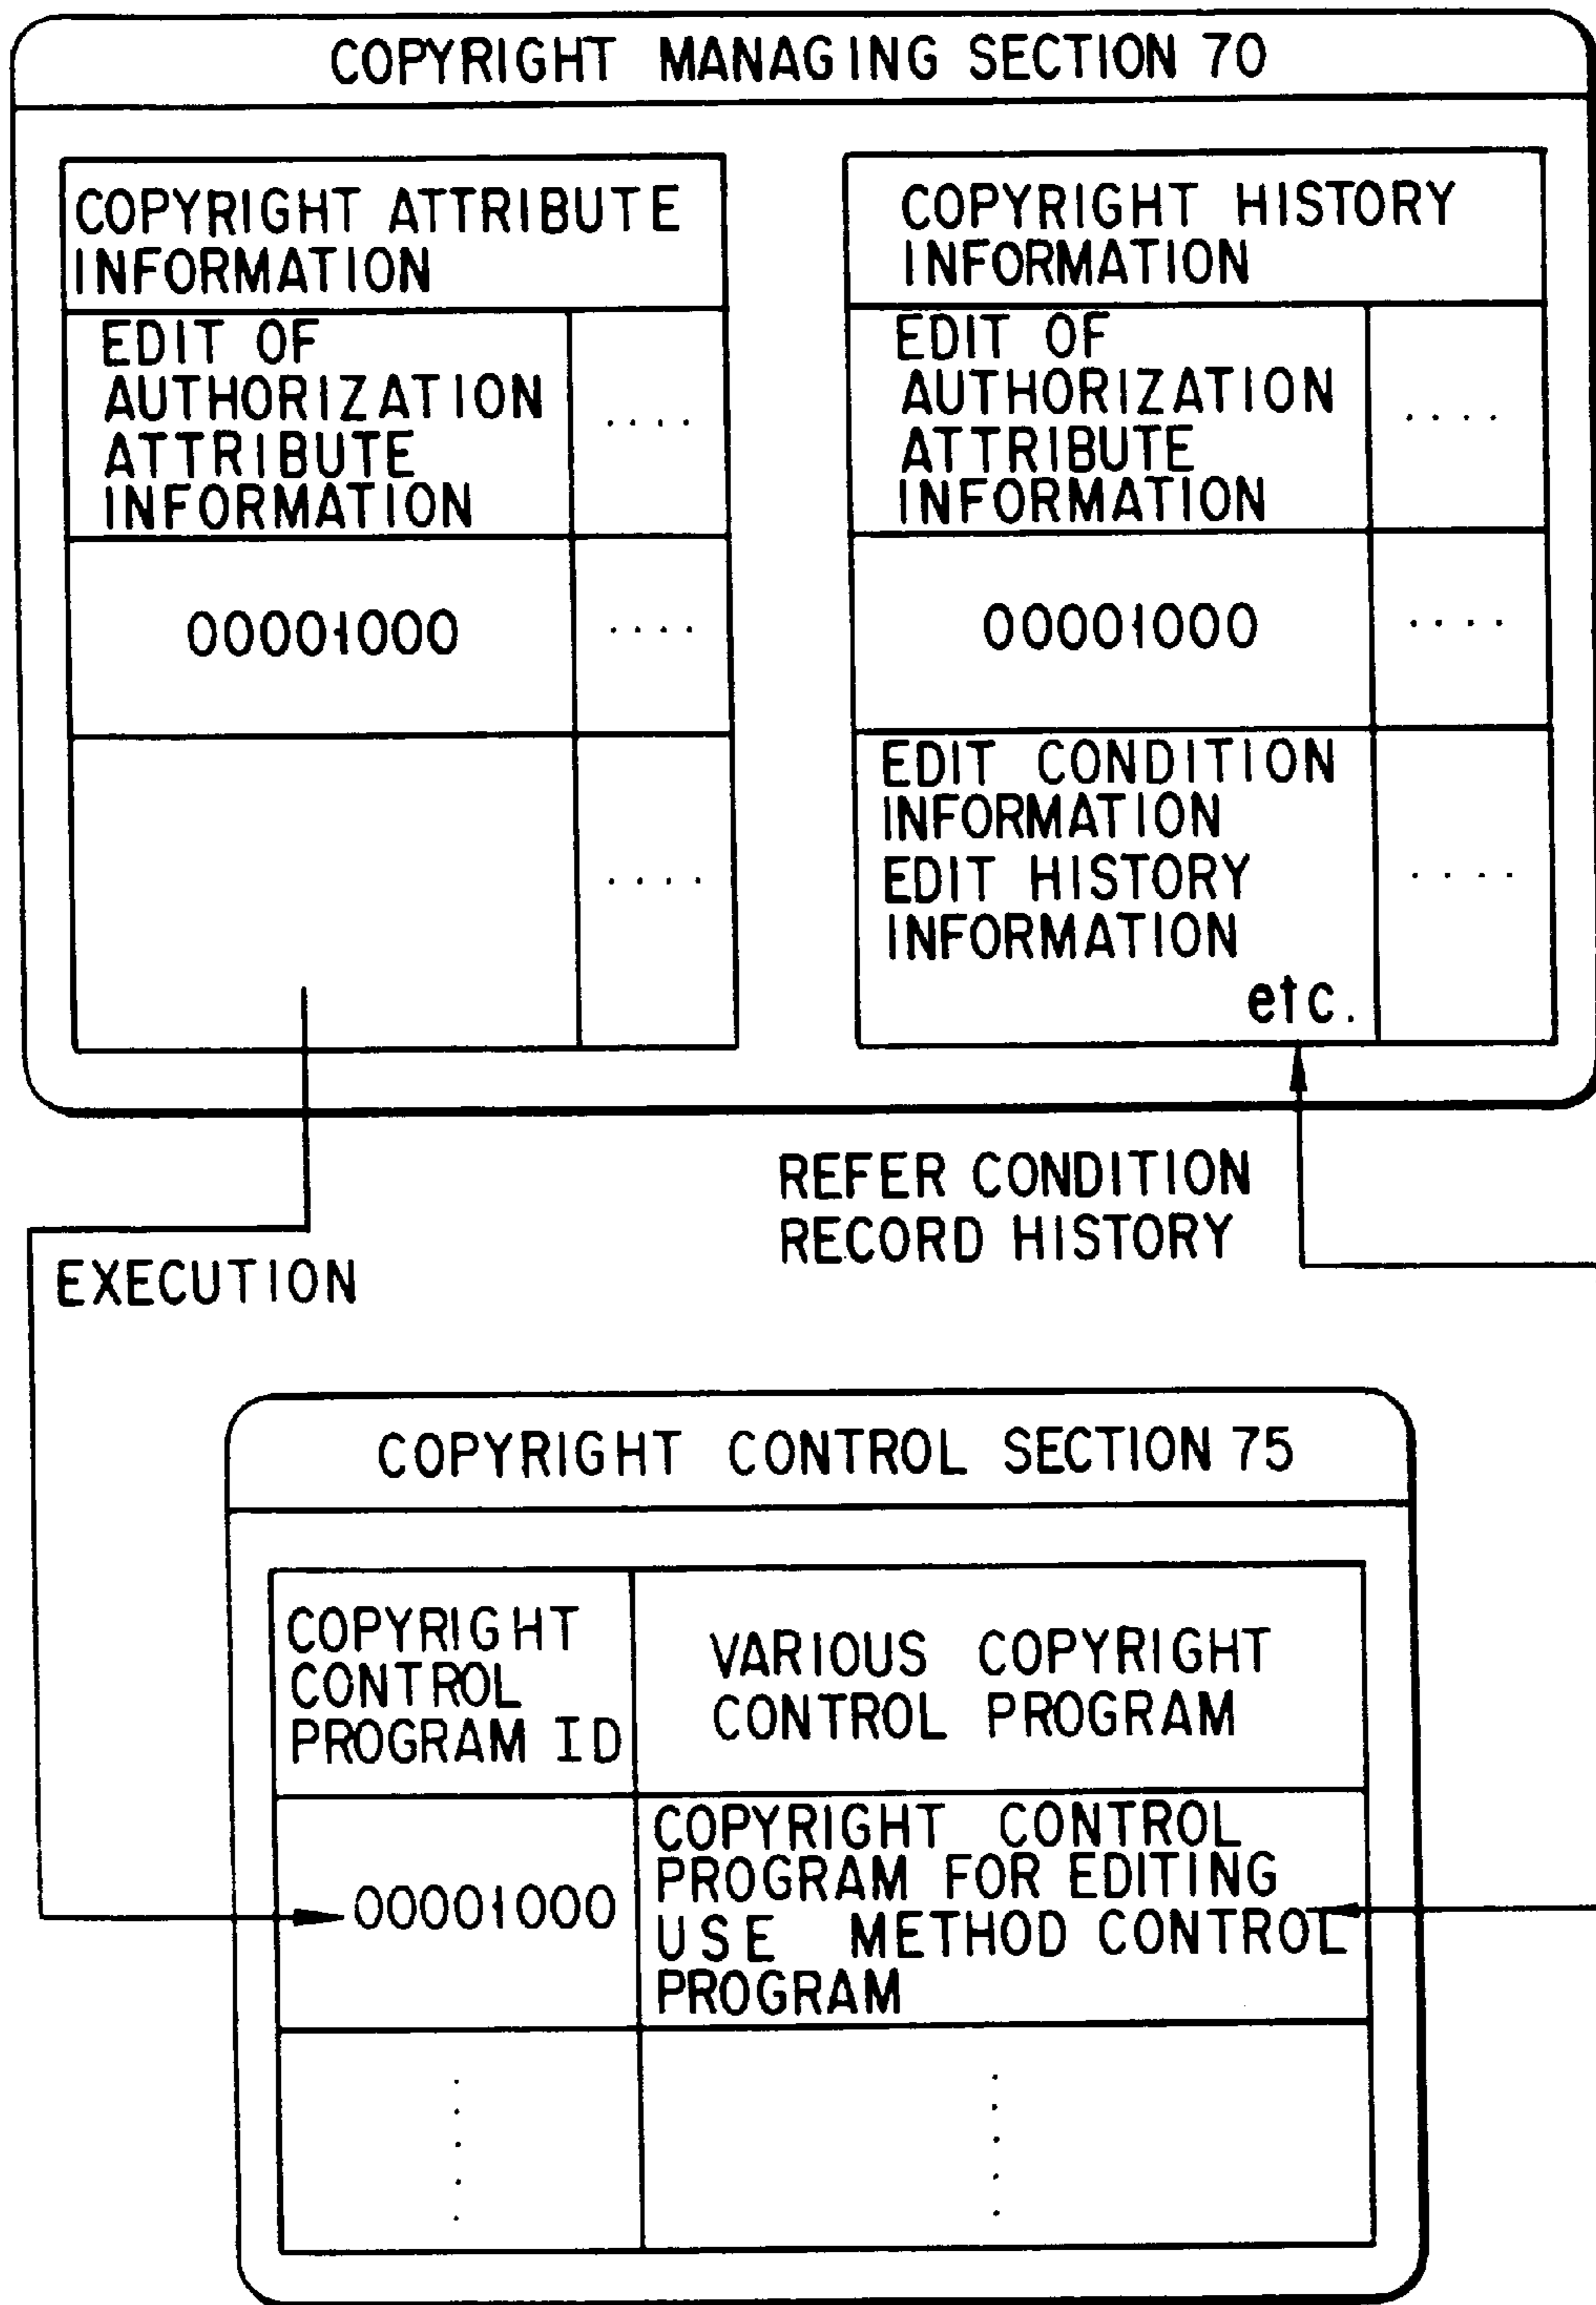 COPYRIGHT MANAGING SECTION 70
COPYRIGHT ATTRIBUTE
INFORMATION
EDIT OF
AUTHORIZATION
ATTRIBUTE
INFORMATION
....
00001000
....
....
COPYRIGHT HISTORY
INFORMATION
EDIT OF
AUTHORIZATION
ATTRIBUTE
INFORMATION
....
00001000
....
EDIT CONDITION
INFORMATION
EDIT HISTORY
INFORMATION
etc.
....
REFER CONDITION
RECORD HISTORY
EXECUTION
COPYRIGHT CONTROL SECTION 75
COPYRIGHT
CONTROL
PROGRAM ID
VARIOUS COPYRIGHT
CONTROL PROGRAM
00001000
COPYRIGHT CONTROL
PROGRAM FOR EDITING
USE METHOD CONTROL
PROGRAM